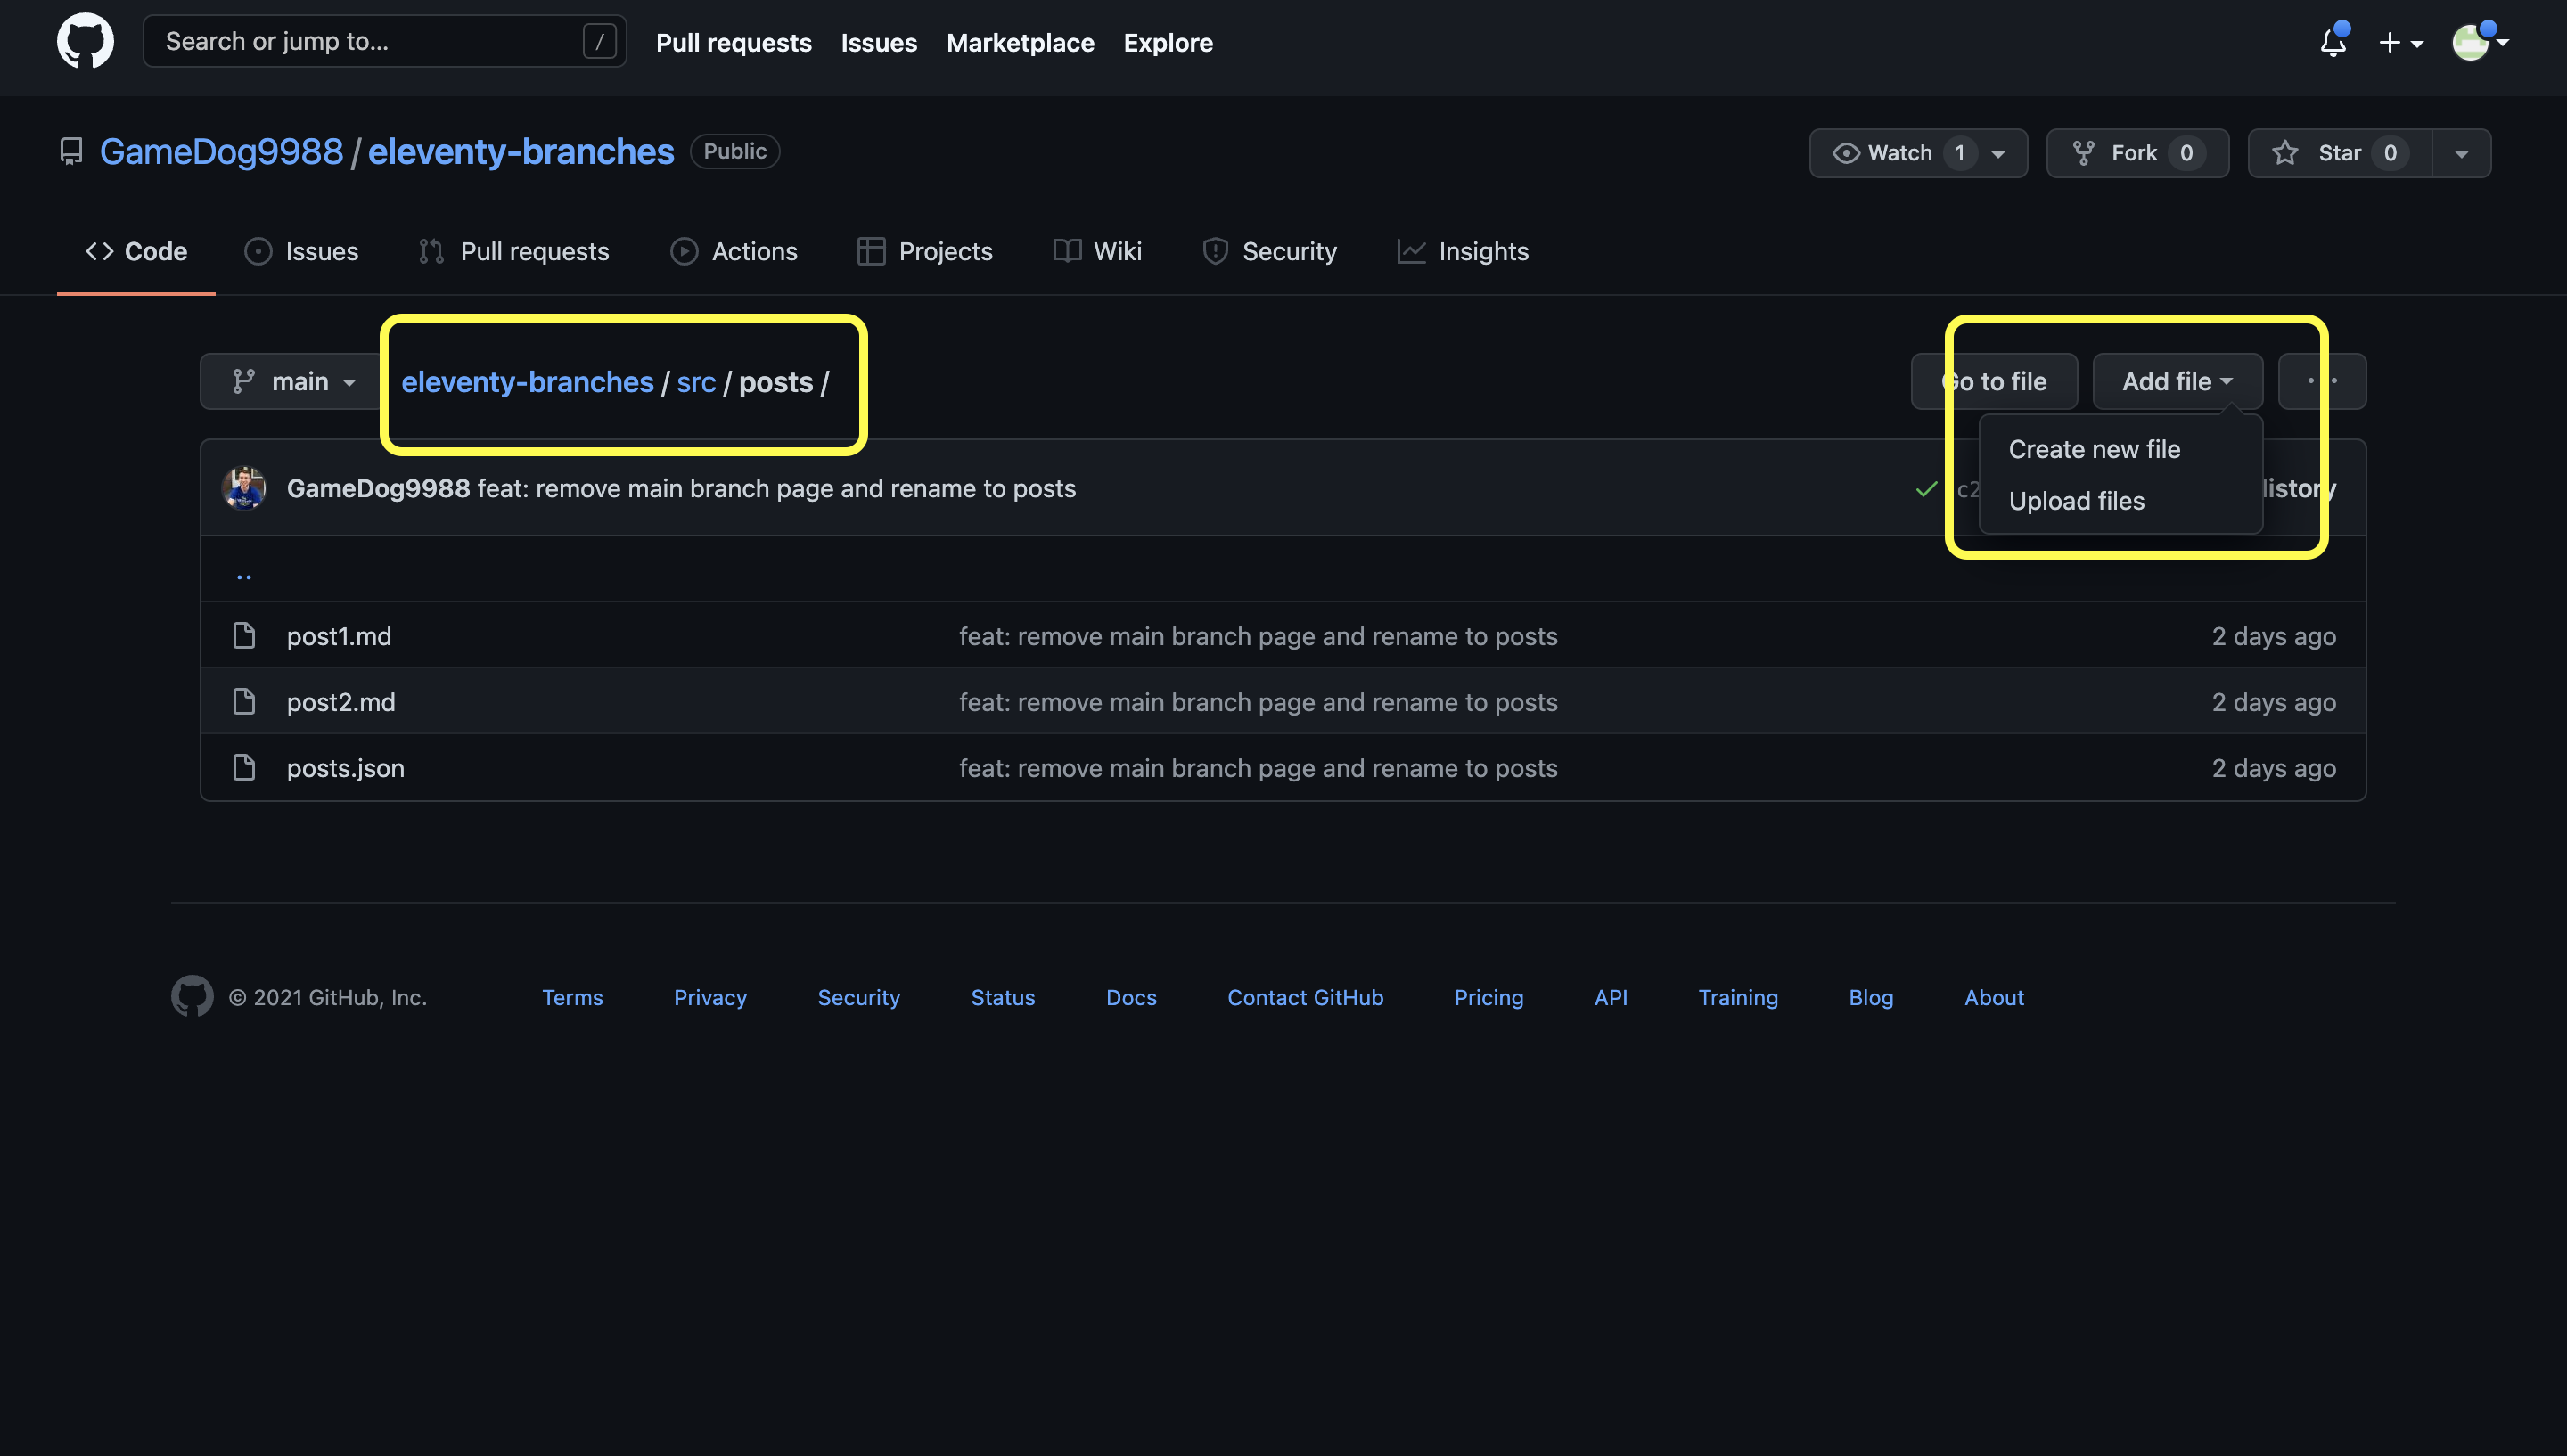 Search or jump to... / Pull requests Issues Marketplace Explore
GameDog9988 / eleventy-branches Public Watch 1 Fork 0 Star 0
Code Issues Pull requests Actions Projects Wiki Security Insights
main eleventy-branches / src / posts / Go to file Add file
Create new file
GameDog9988 feat: remove main branch page and rename to posts c2 istory
Upload files
..
post1.md feat: remove main branch page and rename to posts 2 days ago
post2.md feat: remove main branch page and rename to posts 2 days ago
posts.json feat: remove main branch page and rename to posts 2 days ago
© 2021 GitHub, Inc. Terms Privacy Security Status Docs Contact GitHub Pricing API Training Blog About